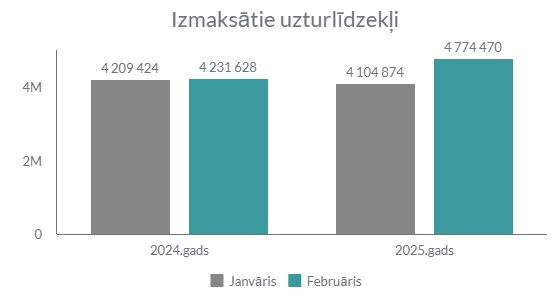 Izmaksātie uzturlīdzekļi
4 774 470
4 209 424
4 231 628
4 104 874
4M
2M
0
2024.gads
2025.gads
Janvāris
Februāris